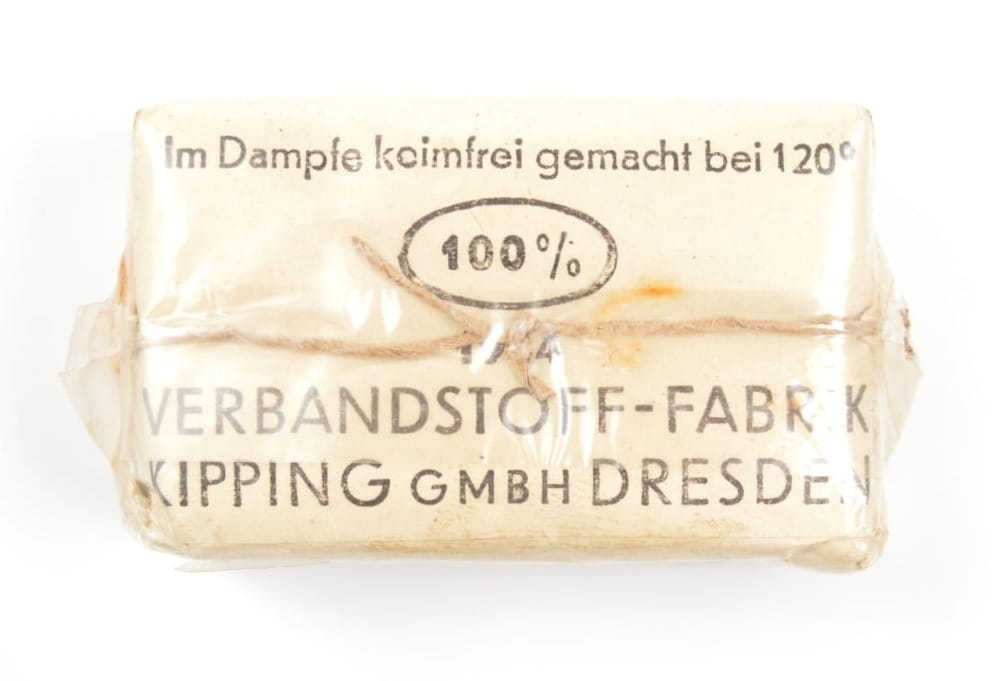 Im Dampfe keimfrei gemacht bei 120°
100%
VERBANDSTOFF-FABRIK
KIPPING GMBH DRESDEN